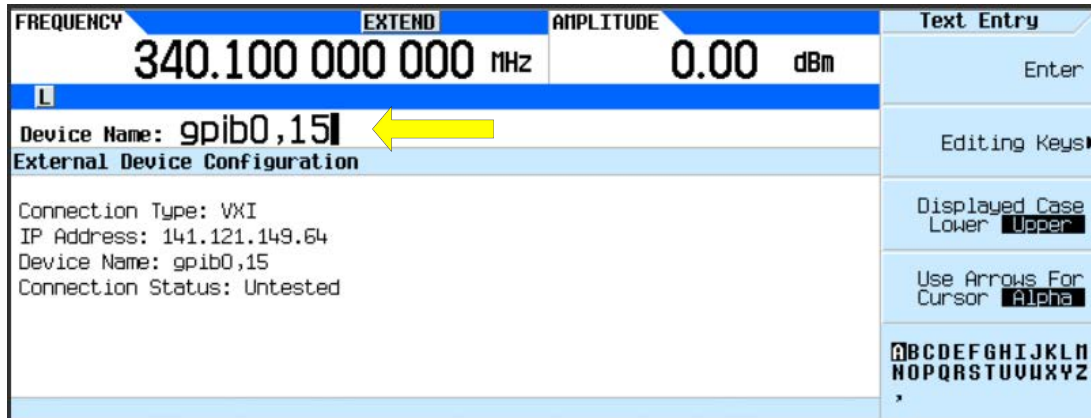 FREQUENCY EXTEND AMPLITUDE
340.100 000 000 MHz 0.00 dBm
L
Device Name: gpib0,15
External Device Configuration
Connection Type: VXI
IP Address: 141.121.149.64
Device Name: gpib0,15
Connection Status: Untested
Text Entry
Enter
Editing Keys
Displayed Case
Lower Upper
Use Arrows For
Cursor Alpha
ABCDEFGHIJKLM
NOPQRSTUVWXYZ
,